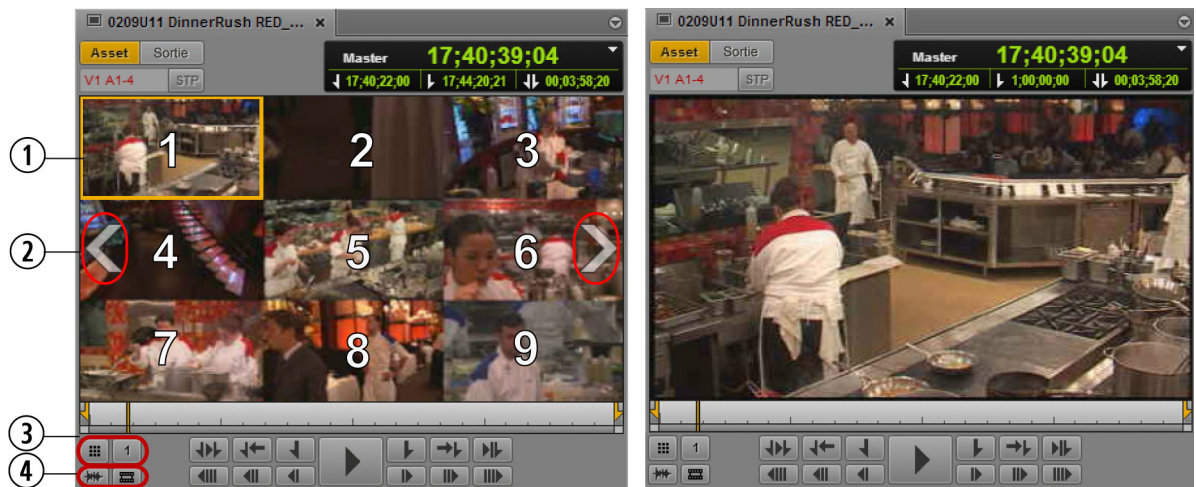 0209U11 DinnerRush RED_...
Asset Sortie
Master 17;40;39;04
V1 A1-4 STP
17;40;22;00 17;44;20;21 00;03;58;20
1 2 3
4 5 6
7 8 9
1
2
3
4
1
0209U11 DinnerRush RED_...
Asset Sortie
Master 17;40;39;04
V1 A1-4 STP
17;40;22;00 1;00;00;00 00;03;58;20
1